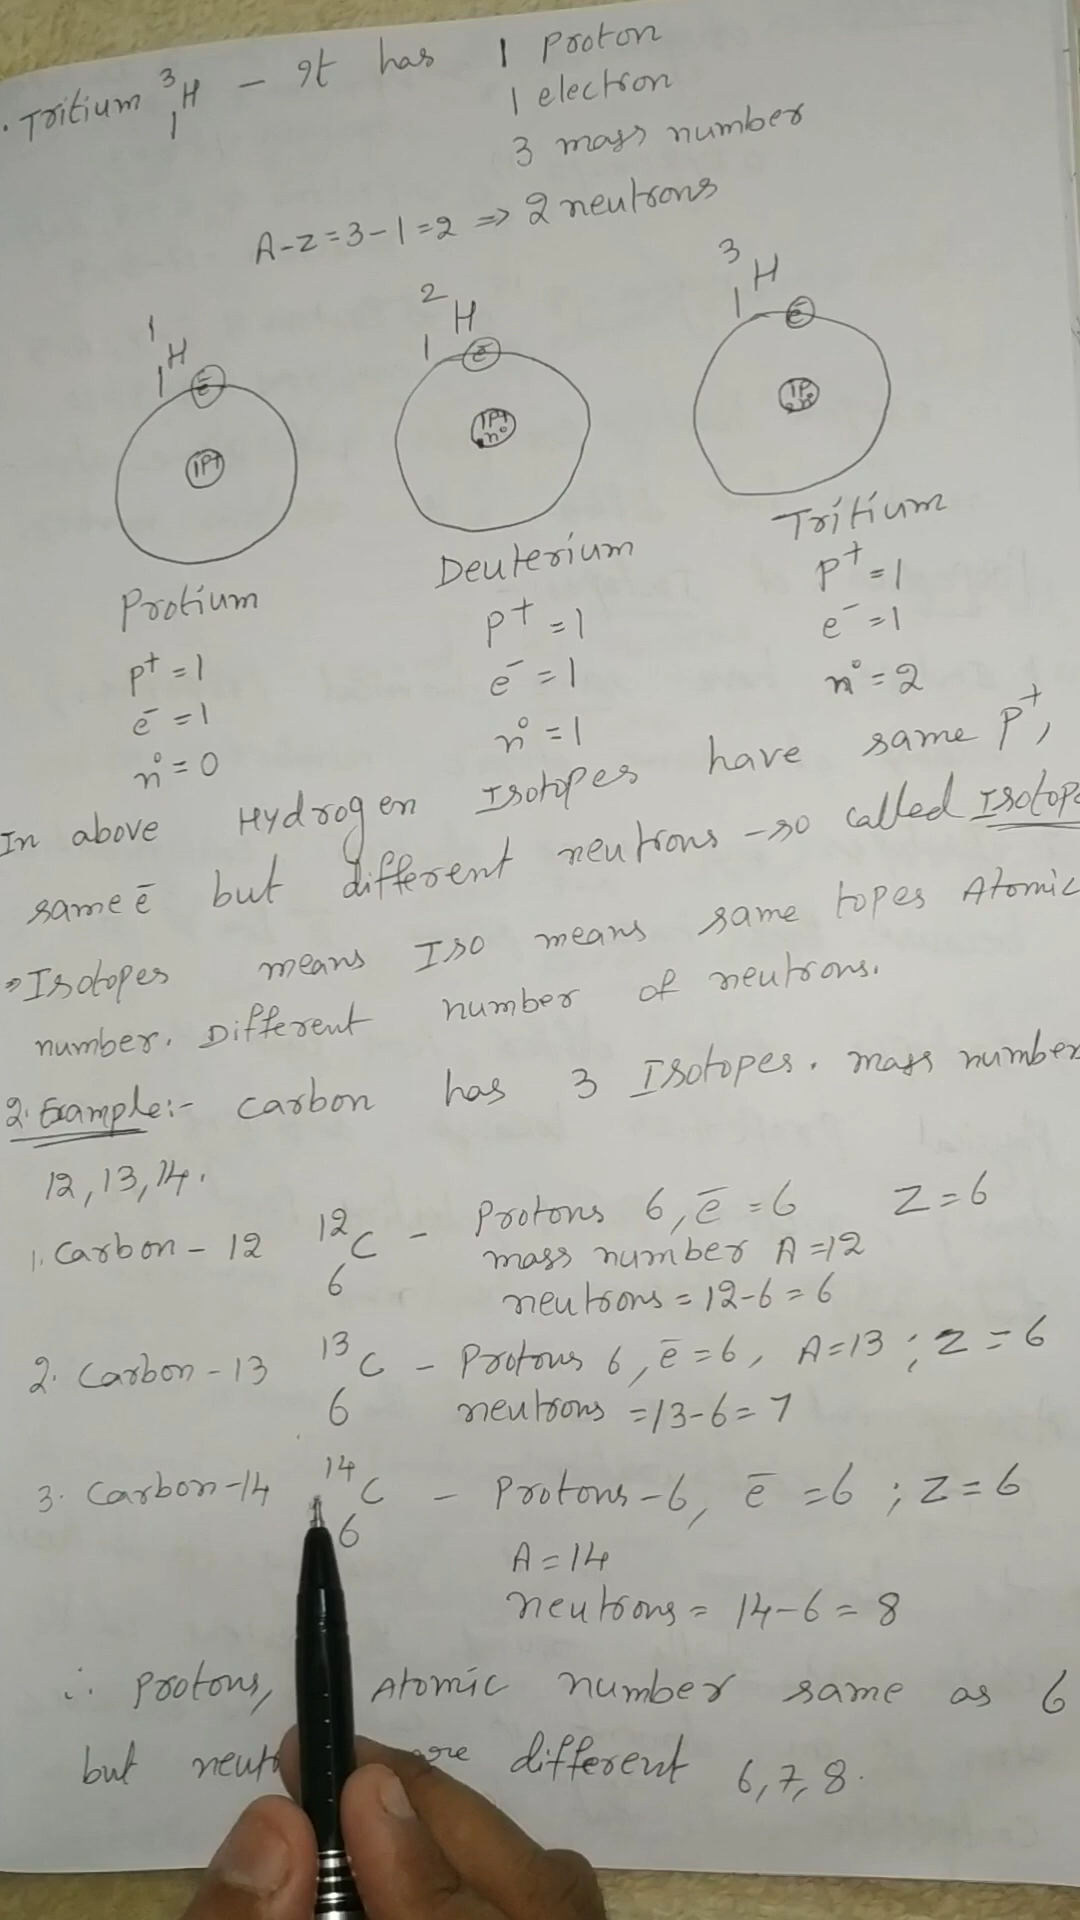 . Tritium ³₁H – It has 1 Proton
1 electron
3 mass number
A-Z=3-1=2 ⇒ 2 neutrons
¹₁H ē 1P+
²₁H ē 1P+ n°
³₁H ē 1P 2n°
Protium
P+ =1
ē =1
n° =0
Deuterium
P+ =1
e⁻ =1
n° =1
Tritium
P+ =1
e⁻ =1
n° =2
In above Hydrogen Isotopes have same P+,
same ē but different neutrons – so called Isotope
⇒ Isotopes means Iso means same topes Atomic
number. Different number of neutrons.
2. Example:- Carbon has 3 Isotopes. mass number
12,13,14.
1. Carbon – 12 ¹²₆C – Protons 6, ē =6 Z=6
mass number A=12
neutrons = 12-6=6
2. Carbon – 13 ¹³₆C – Protons 6, ē=6, A=13 ; Z=6
neutrons =13-6=7
3. Carbon-14 ¹⁴₆C – Protons-6, ē =6 ; Z=6
A=14
neutrons = 14-6=8
∴ Protons, Atomic number same as 6
but neut are different 6,7,8.